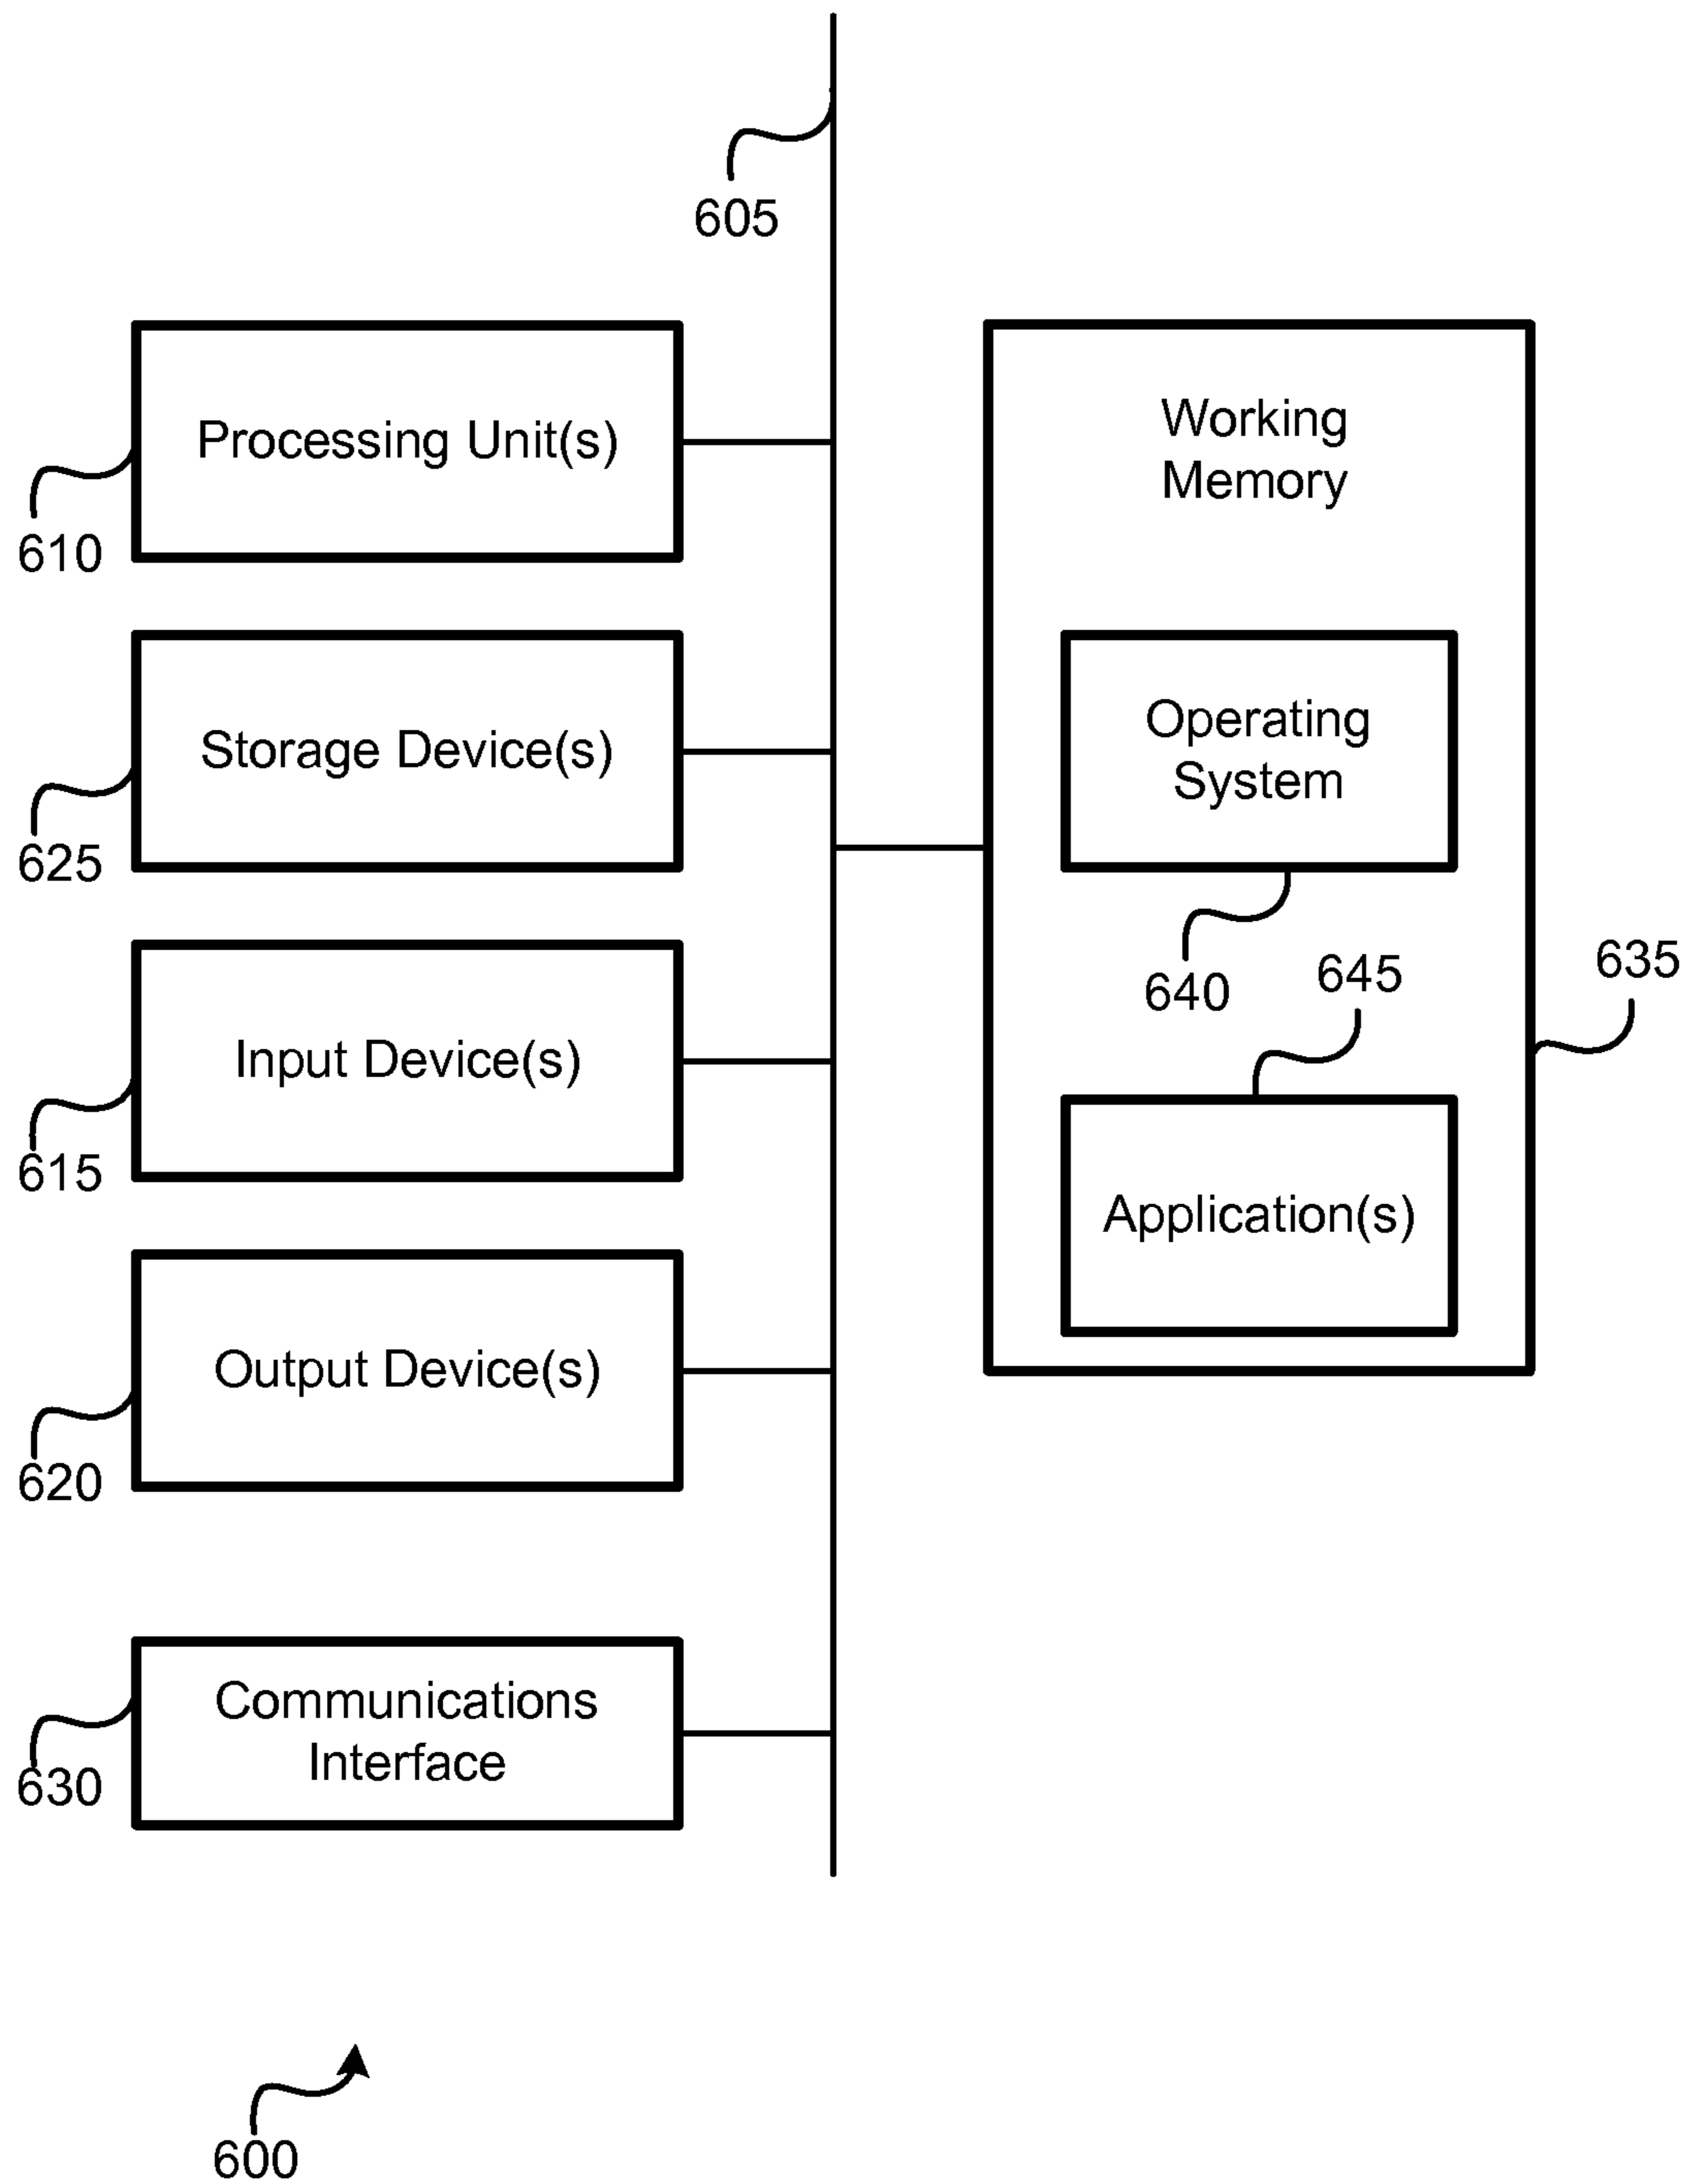 605
Processing Unit(s)
610
Storage Device(s)
625
Input Device(s)
615
Output Device(s)
620
Communications
Interface
630
Working
Memory
Operating
System
640
645
635
Application(s)
600